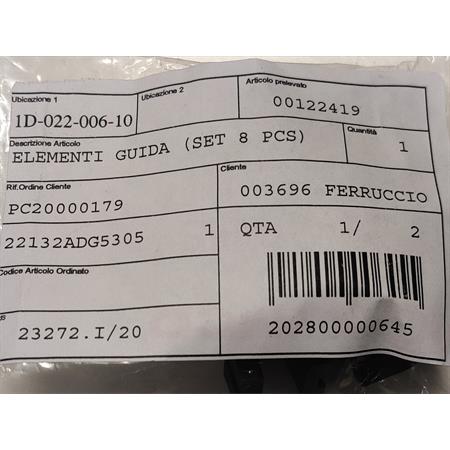 Ubicazione 1
Ubicazione 2
Articolo prelevato
1D-022-006-10
00122419
Descrizione Articolo
Quantità
ELEMENTI GUIDA (SET 8 PCS)
1
Rif.Ordine Cliente
Cliente
PC20000179
003696 FERRUCCIO
22132ADG5305 1
QTA 1/ 2
Codice Articolo Ordinato
23272.I/20
202800000645